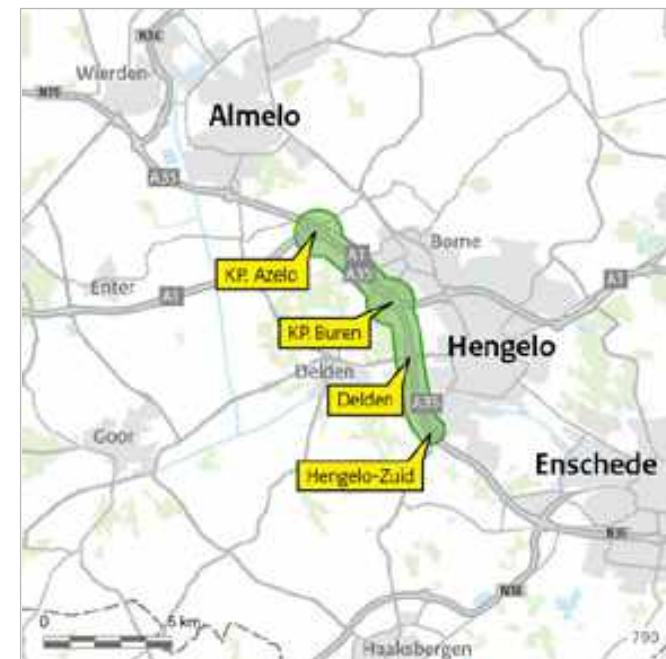 N36
Wierden
Almelo
N35
A35
KP. Azelo
A1
A35
Borne
Enter
A1
A1
KP. Buren
Hengelo
Delden
Delden
A35
Goor
Hengelo-Zuid
Enschede
N35
N18
0
5 km
Haaksbergen
793